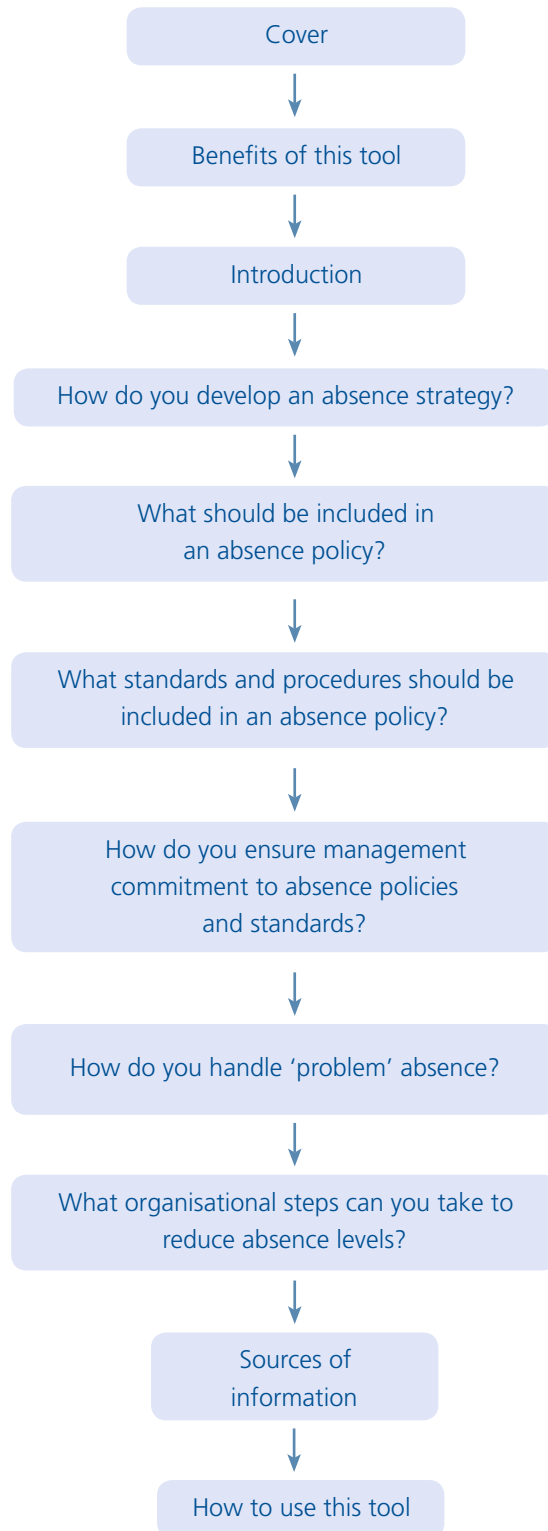 Cover
Benefits of this tool
Introduction
How do you develop an absence strategy?
What should be included in
an absence policy?
What standards and procedures should be
included in an absence policy?
How do you ensure management
commitment to absence policies
and standards?
How do you handle ‘problem’ absence?
What organisational steps can you take to
reduce absence levels?
Sources of
information
How to use this tool